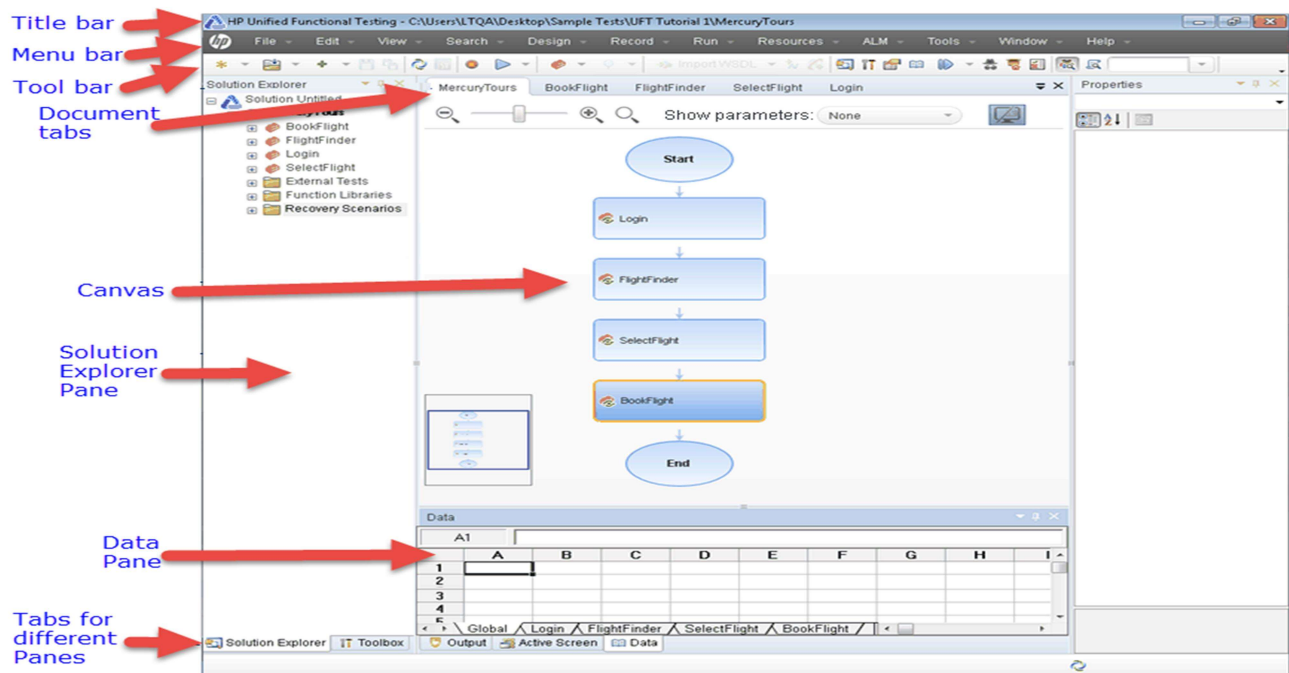 Title bar
HP Unified Functional Testing - C:\Users\LTQA\Desktop\Sample Tests\UFT Tutorial 1\MercuryTours
Menu bar
hp File Edit View Search Design Record Run Resources ALM Tools Window Help
Tool bar
Import WSDL
Solution Explorer
Solution Untitled
BookFlight
FlightFinder
Login
SelectFlight
External Tests
Function Libraries
Recovery Scenarios
Document
tabs
MercuryTours BookFlight FlightFinder SelectFlight Login
Show parameters: None
Properties
Start
Login
FlightFinder
SelectFlight
BookFlight
End
Canvas
Solution
Explorer
Pane
Data
Pane
Data
A1
A B C D E F G H I
1
2
3
4
5
Global Login FlightFinder SelectFlight BookFlight
Tabs for
different
Panes
Solution Explorer Toolbox Output Active Screen Data